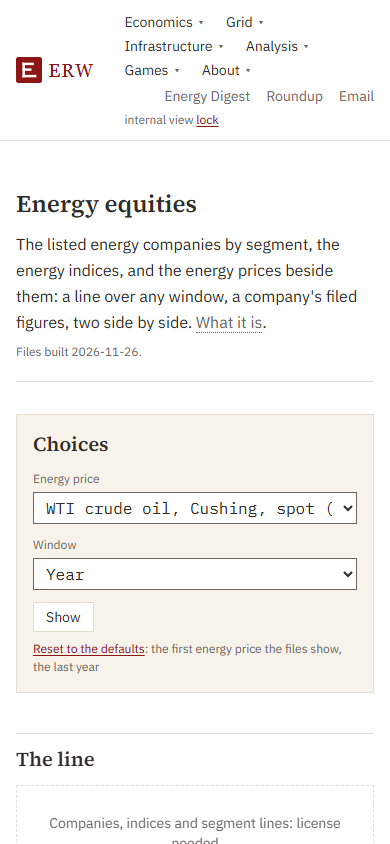 Economics ▾ Grid ▾
Infrastructure ▾ Analysis ▾
E ERW
Games ▾ About ▾
Energy Digest Roundup Email
internal view lock
Energy equities
The listed energy companies by segment, the
energy indices, and the energy prices beside
them: a line over any window, a company's filed
figures, two side by side. What it is.
Files built 2026-11-26.
Choices
Energy price
WTI crude oil, Cushing, spot (
Window
Year
Show
Reset to the defaults: the first energy price the files show,
the last year
The line
Companies, indices and segment lines: license
needed